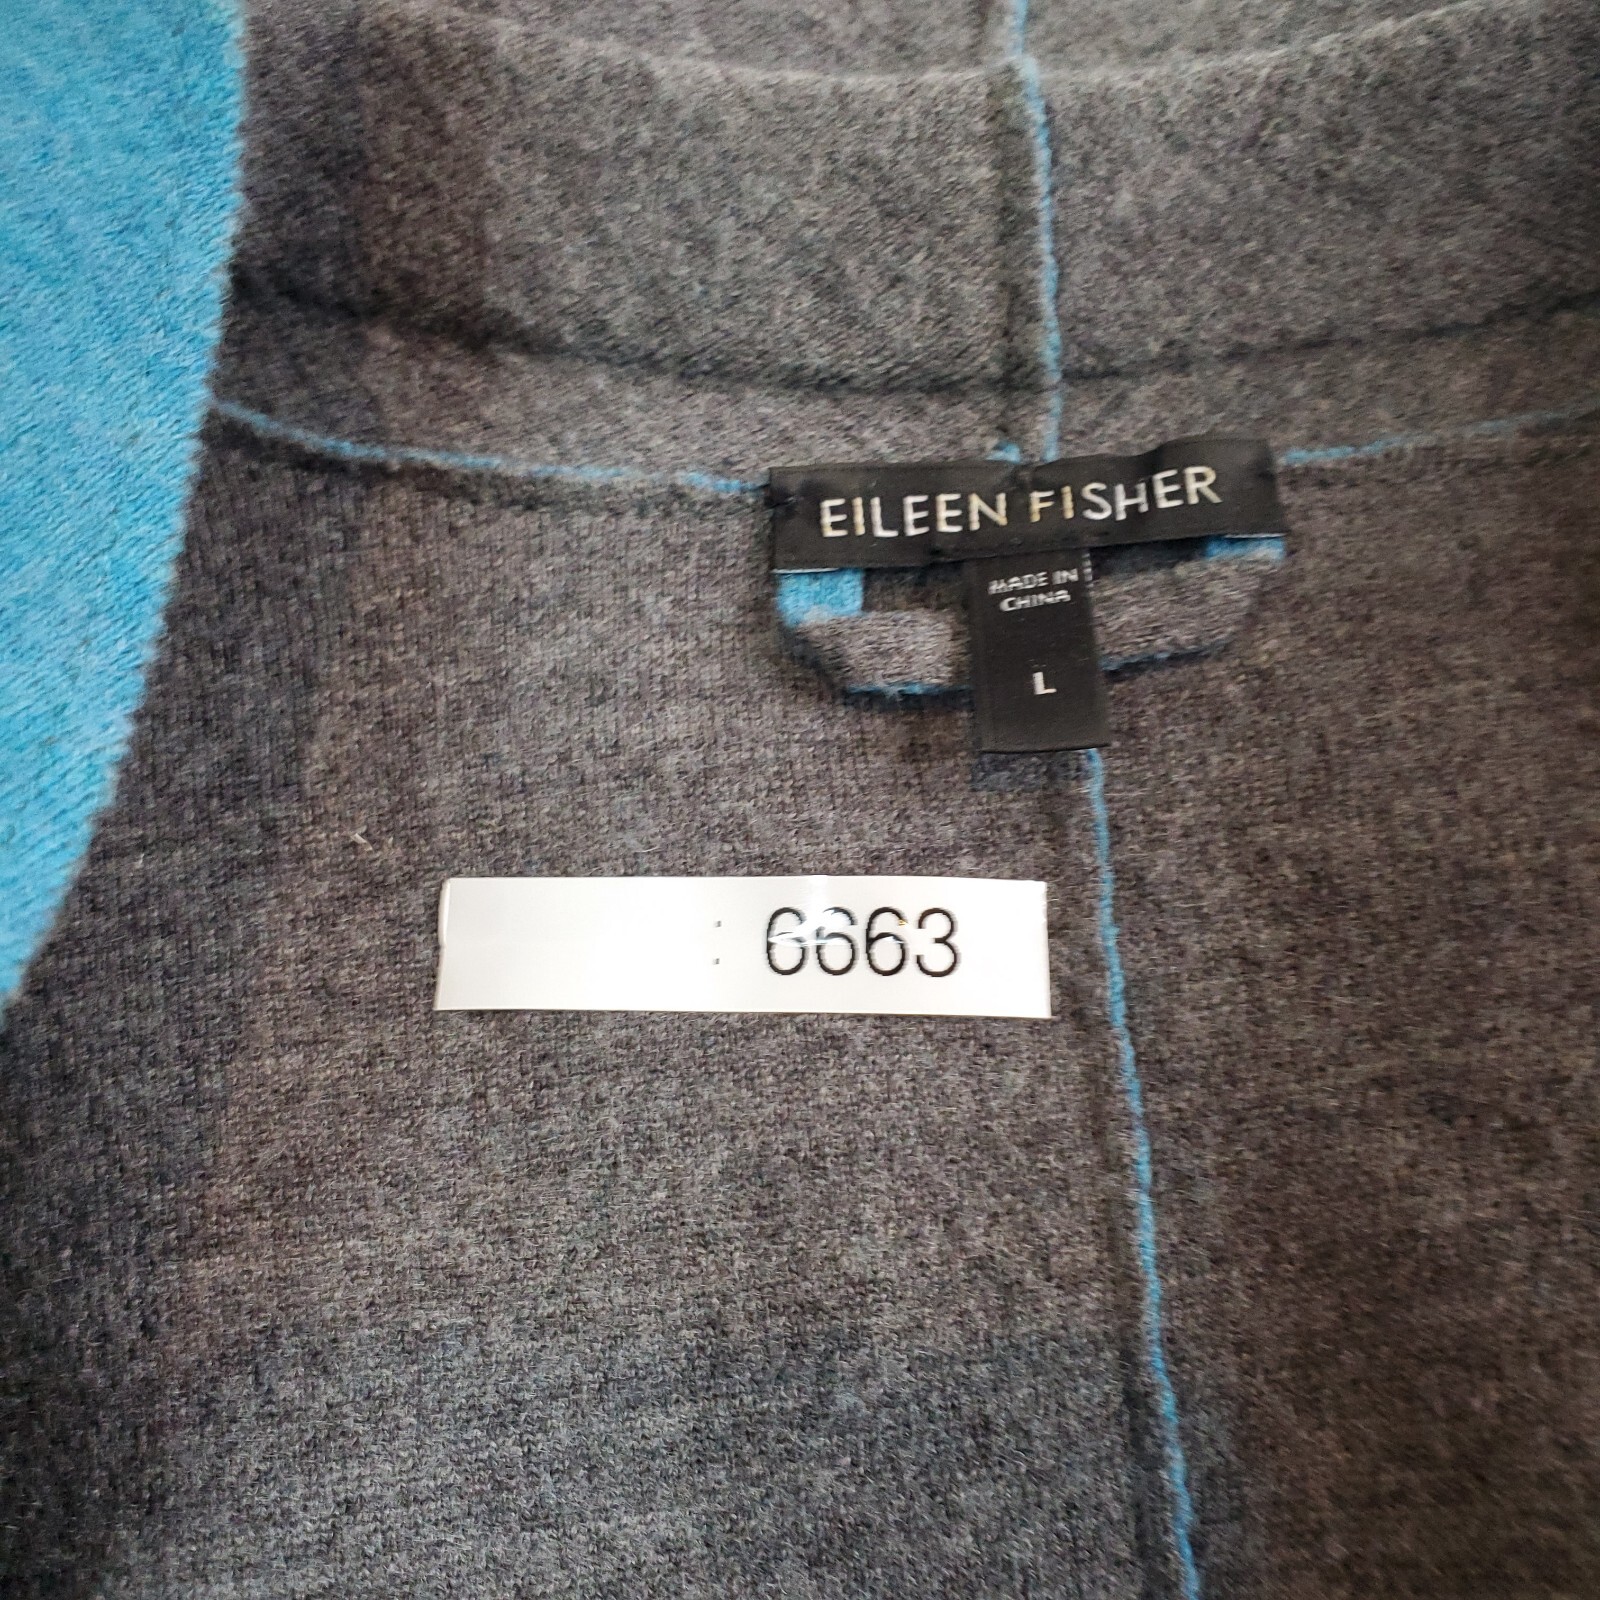 EILEEN FISHER
MADE IN
CHINA
L
: 6663